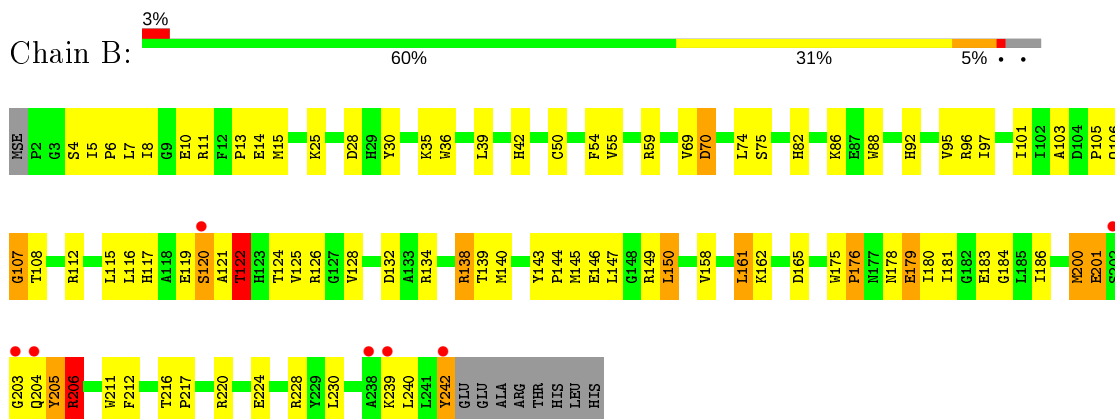 3%
Chain B:
60% 31% 5% • •
MSE P2 G3 S4 I5 P6 L7 I8 G9 E10 R11 F12 P13 E14 M15 K25 D28 H29 Y30 K35 W36 L39 H42 C50 F54 V55 R59 V69 D70 L74 S75 H82 K86 E87 W88 H92 V95 R96 I97 I101 I102 A103 D104 P105 Q106
G107 T108 R112 L115 L116 H117 A118 E119 S120 A121 T122 H123 T124 V125 R126 G127 V128 D132 A133 R134 R138 T139 M140 Y143 P144 M145 E146 L147 G148 R149 L150 V158 L161 K162 D165 W175 P176 N177 N178 E179 I180 I181 G182 E183 G184 L185 I186 M200 E201 S202
G203 Q204 Y205 R206 W211 F212 T216 P217 R220 E224 R228 Y229 L230 A238 K239 L240 L241 Y242 GLU GLU ALA ARG THR HIS LEU HIS